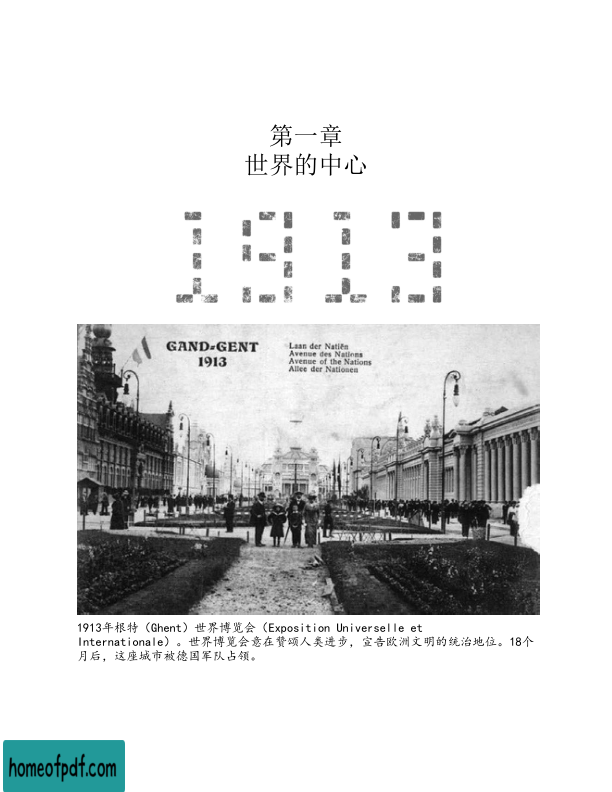 第一章
世界的中心
1913
GAND=GENT
1913
Laan der Natiën
Avenue des Nations
Avenue of the Nations
Allee der Nationen
1913年根特（Ghent）世界博览会（Exposition Universelle et
Internationale）。世界博览会意在赞颂人类进步，宣告欧洲文明的统治地位。18个
月后，这座城市被德国军队占领。
homeofpdf.com